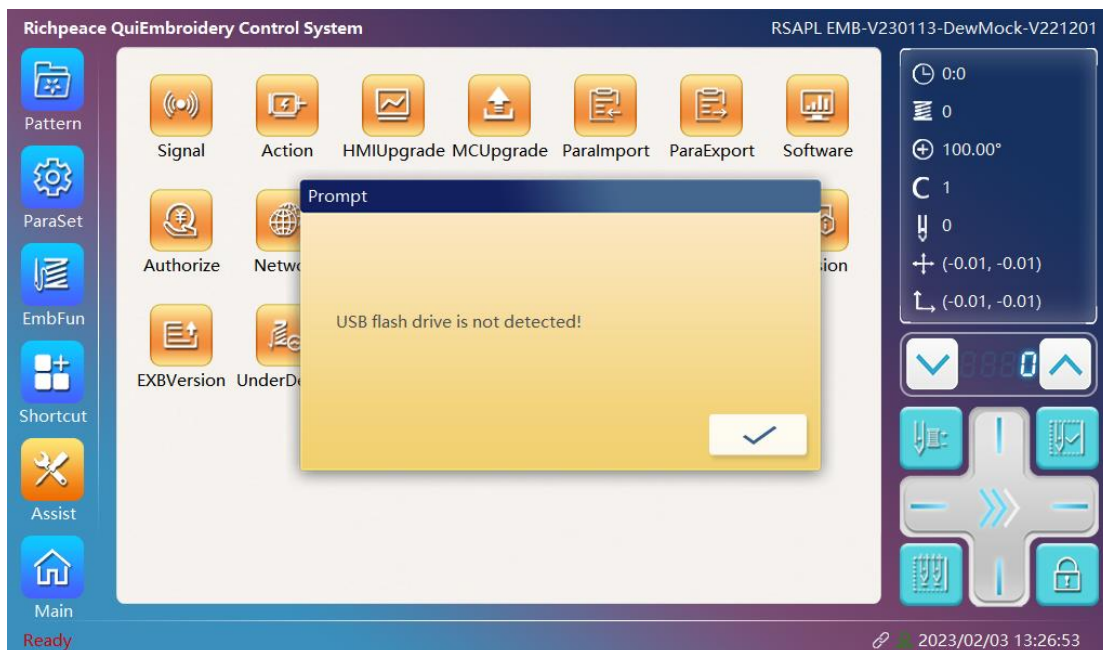 Richpeace QuiEmbroidery Control System
RSAPL EMB-V230113-DewMock-V221201
Pattern
ParaSet
EmbFun
Shortcut
Assist
Main
Signal Action HMIUpgrade MCUpgrade ParaImport ParaExport Software
Authorize
EXBVersion
Prompt
USB flash drive is not detected!
0:0
0
100.00°
C 1
0
(-0.01, -0.01)
(-0.01, -0.01)
0
Ready
2023/02/03 13:26:53